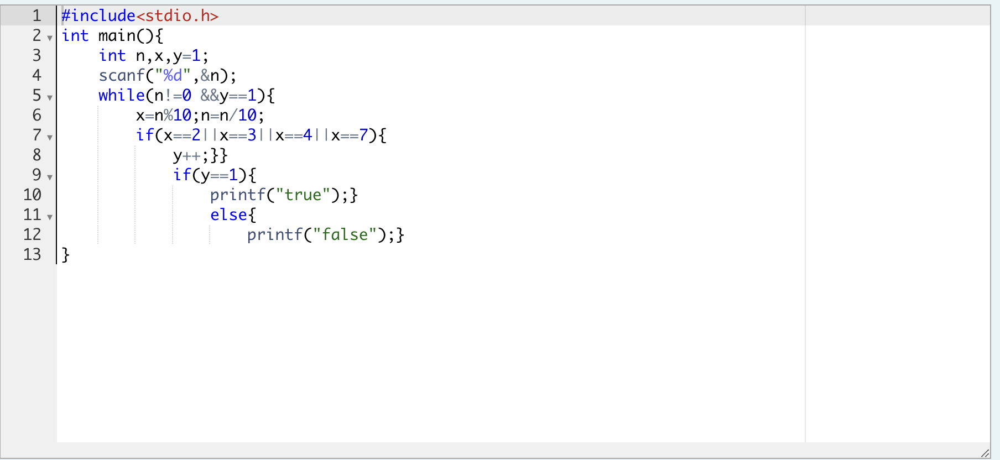 1 #include<stdio.h>
2 int main(){
3     int n,x,y=1;
4     scanf("%d",&n);
5     while(n!=0 &&y==1){
6         x=n%10;n=n/10;
7         if(x==2||x==3||x==4||x==7){
8             y++;}}
9             if(y==1){
10                 printf("true");}
11                 else{
12                     printf("false");}
13 }